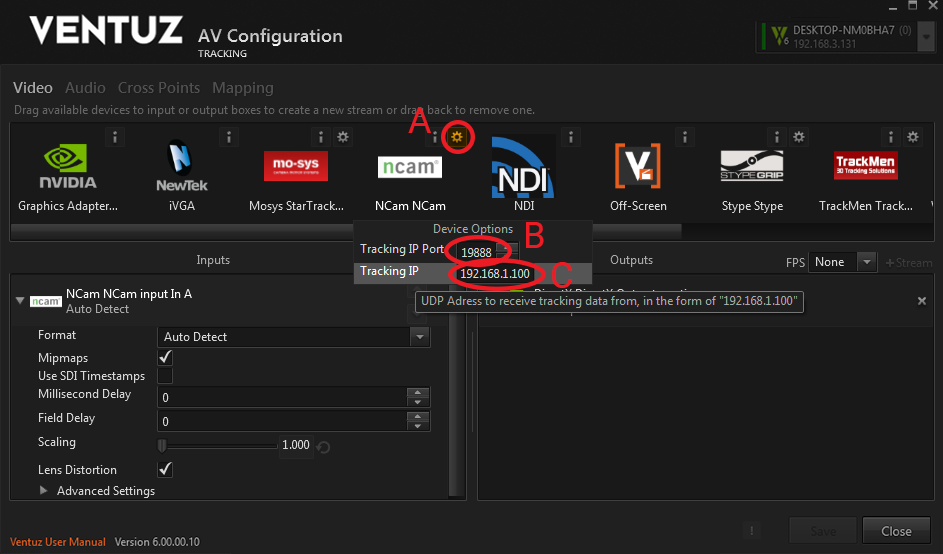 VENTUZ AV Configuration
TRACKING
DESKTOP-NM0BHA7 (0)
192.168.3.131
Video Audio Cross Points Mapping
Drag available devices to input or output boxes to create a new stream or drag back to remove one.
A
NVIDIA
NewTek
mo-sys
CAMERA MOTION SYSTEMS
ncam
NDI
STYPEGRIP
TrackMen
3D Tracking Solutions
Graphics Adapter... iVGA Mosys StarTrack... NCam NCam NDI Off-Screen Stype Stype TrackMen Track...
Device Options
Tracking IP Port 19888 B
Tracking IP 192.168.1.100 C
Inputs Outputs FPS None +Stream
UDP Adress to receive tracking data from, in the form of "192.168.1.100"
ncam NCam NCam input In A
Auto Detect
Format Auto Detect
Mipmaps
Use SDI Timestamps
Millisecond Delay 0
Field Delay 0
Scaling 1.000
Lens Distortion
Advanced Settings
Ventuz User Manual Version 6.00.00.10
Save Close